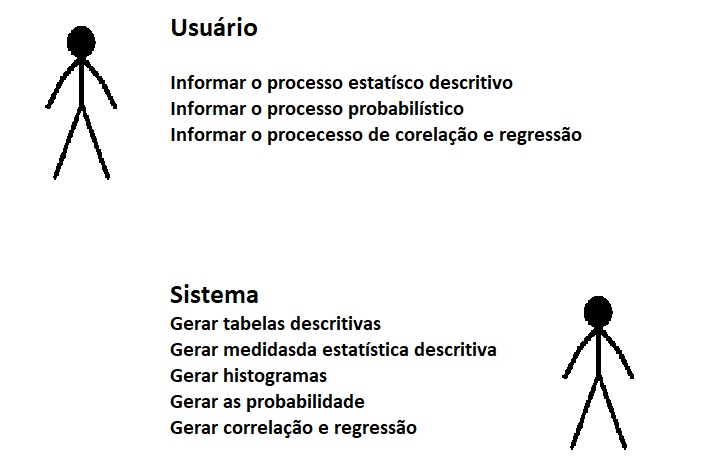 Usuário
Informar o processo estatísco descritivo
Informar o processo probabilístico
Informar o procecesso de corelação e regressão
Sistema
Gerar tabelas descritivas
Gerar medidasda estatística descritiva
Gerar histogramas
Gerar as probabilidade
Gerar correlação e regressão